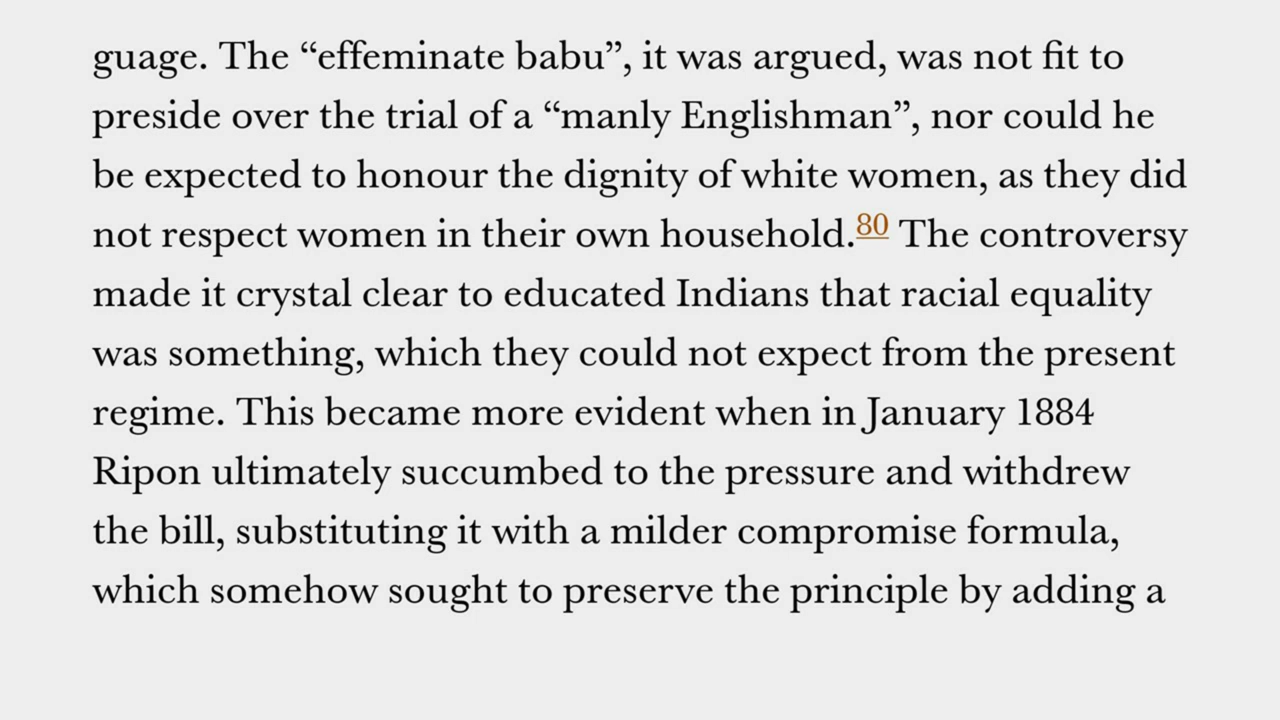 guage. The “effeminate babu”, it was argued, was not fit to
preside over the trial of a “manly Englishman”, nor could he
be expected to honour the dignity of white women, as they did
not respect women in their own household.80 The controversy
made it crystal clear to educated Indians that racial equality
was something, which they could not expect from the present
regime. This became more evident when in January 1884
Ripon ultimately succumbed to the pressure and withdrew
the bill, substituting it with a milder compromise formula,
which somehow sought to preserve the principle by adding a